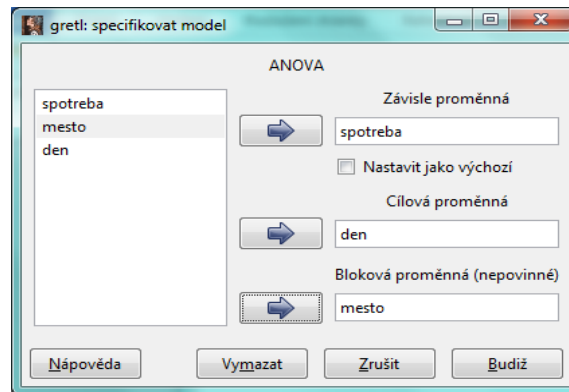 gretl: specifikovat model
ANOVA
spotreba
mesto
den
Závisle proměnná
spotreba
Nastavit jako výchozí
Cílová proměnná
den
Bloková proměnná (nepovinné)
mesto
Nápověda
Vymazat
Zrušit
Budiž